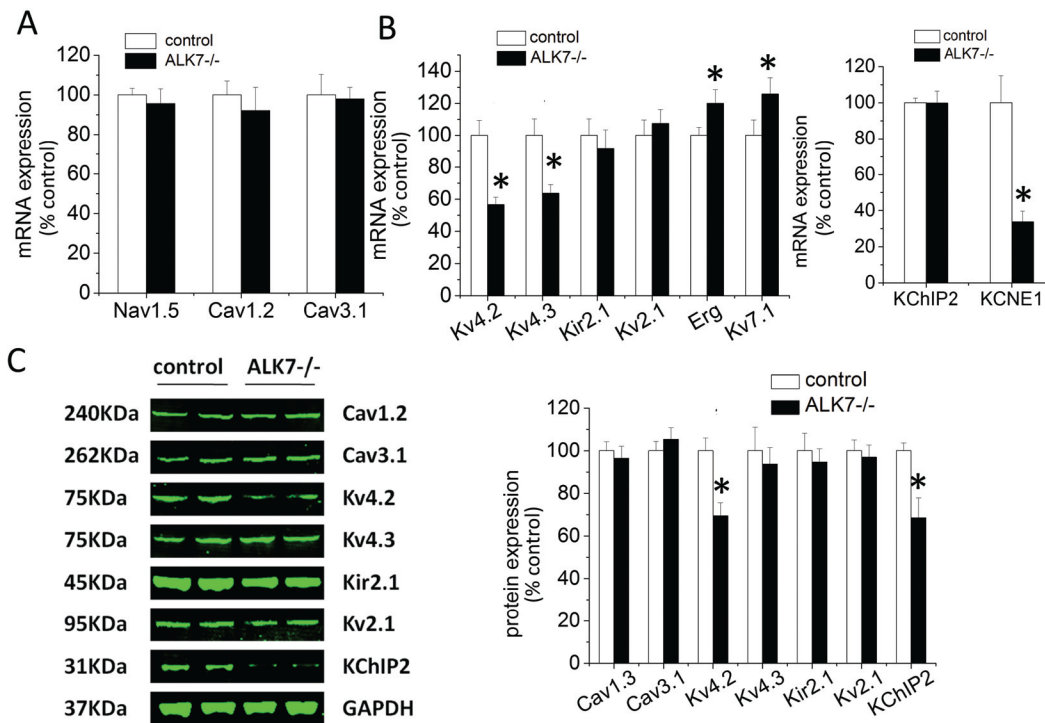 A
control
ALK7-/-
mRNA expression
(% control)
120
100
80
60
40
20
0
Nav1.5 Cav1.2 Cav3.1
B
control
ALK7-/-
mRNA expression
(% control)
140
120
100
80
60
40
20
0
* * * *
Kv4.2 Kv4.3 Kir2.1 Kv2.1 Erg Kv7.1
control
ALK7-/-
mRNA expression
(% control)
120
100
80
60
40
20
0
*
KChIP2 KCNE1
C
control ALK7-/-
240KDa Cav1.2
262KDa Cav3.1
75KDa Kv4.2
75KDa Kv4.3
45KDa Kir2.1
95KDa Kv2.1
31KDa KChIP2
37KDa GAPDH
control
ALK7-/-
protein expression
(% control)
120
100
80
60
40
20
0
* *
Cav1.3 Cav3.1 Kv4.2 Kv4.3 Kir2.1 Kv2.1 KChIP2